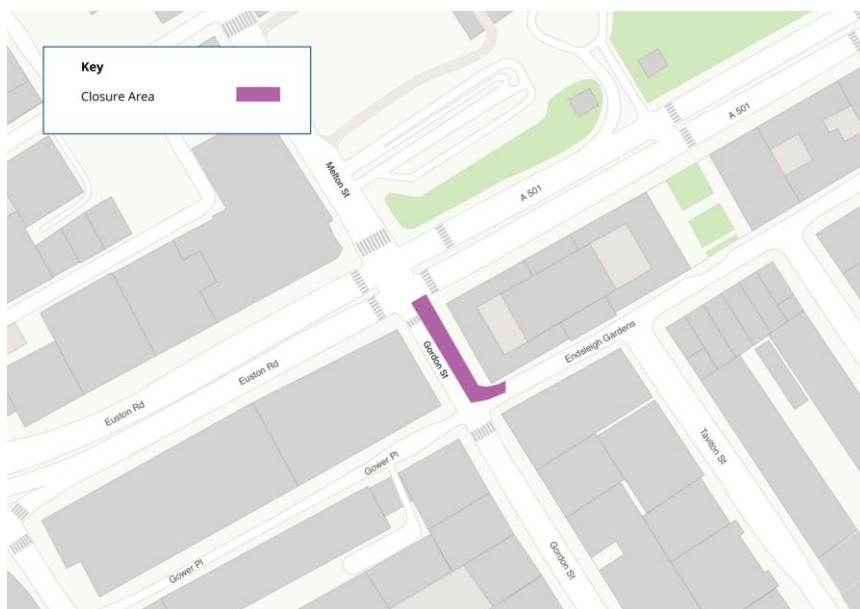 Key
Closure Area
A 501
Melton St
A 501
Endsleigh Gardens
Gordon St
Euston Rd
Euston Rd
Taviton St
Gower Pl
Gordon St
Gower Pl